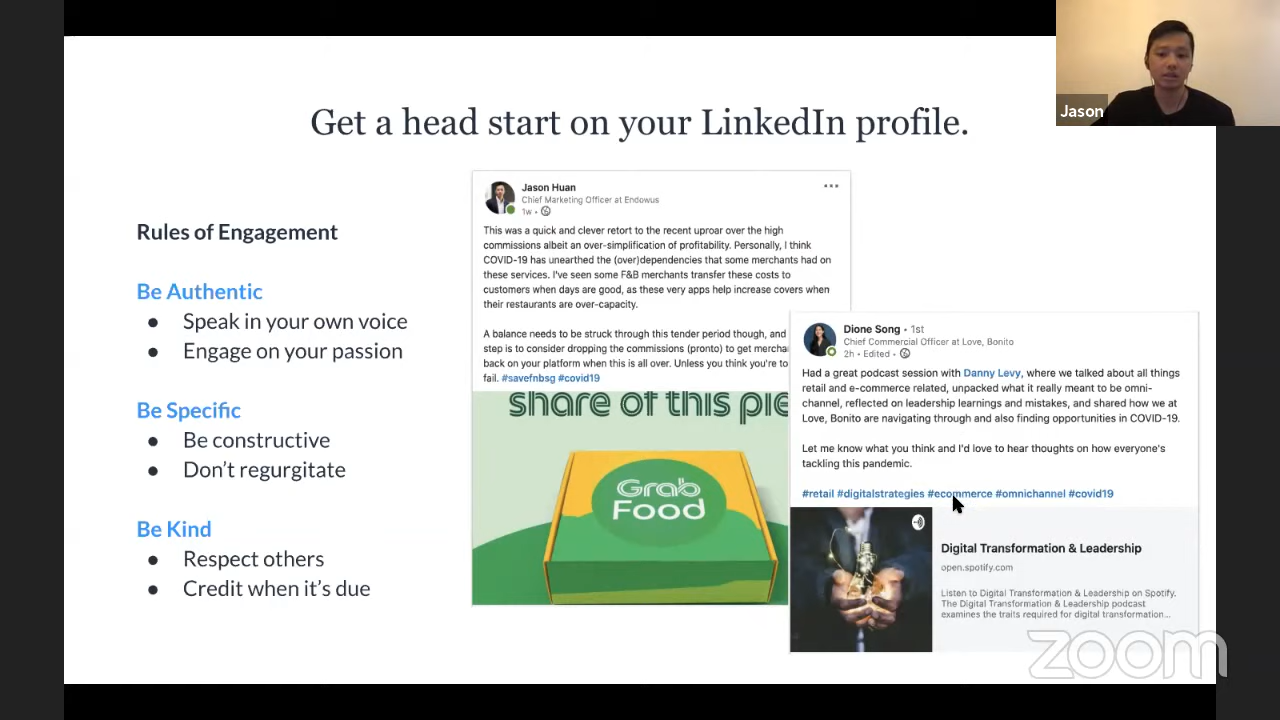 Get a head start on your LinkedIn profile.
Jason
Rules of Engagement
Be Authentic
● Speak in your own voice
● Engage on your passion
Be Specific
● Be constructive
● Don't regurgitate
Be Kind
● Respect others
● Credit when it's due
Jason Huan
Chief Marketing Officer at Endowus
1w •
This was a quick and clever retort to the recent uproar over the high
commissions albeit an over-simplification of profitability. Personally, I think
COVID-19 has unearthed the (over)dependencies that some merchants had on
these services. I've seen some F&B merchants transfer these costs to
customers when days are good, as these very apps help increase covers when
their restaurants are over-capacity.
A balance needs to be struck through this tender period though, and
step is to consider dropping the commissions (pronto) to get
back on your platform when this is all over. Unless you think you're to
fail. #savefnbsg #covid19
share of this pie
Grab
Food
Dione Song • 1st
Chief Commercial Officer at Love, Bonito
2h • Edited •
Had a great podcast session with Danny Levy, where we talked about all things
retail and e-commerce related, unpacked what it really meant to be omni-
channel, reflected on leadership learnings and mistakes, and shared how we at
Love, Bonito are navigating through and also finding opportunities in COVID-19.
Let me know what you think and I'd love to hear thoughts on how everyone's
tackling this pandemic.
#retail #digitalstrategies #ecommerce #omnichannel #covid19
Digital Transformation & Leadership
open.spotify.com
Listen to Digital Transformation & Leadership on Spotify.
The Digital Transformation & Leadership podcast
examines the traits required for digital transformation...
zoom